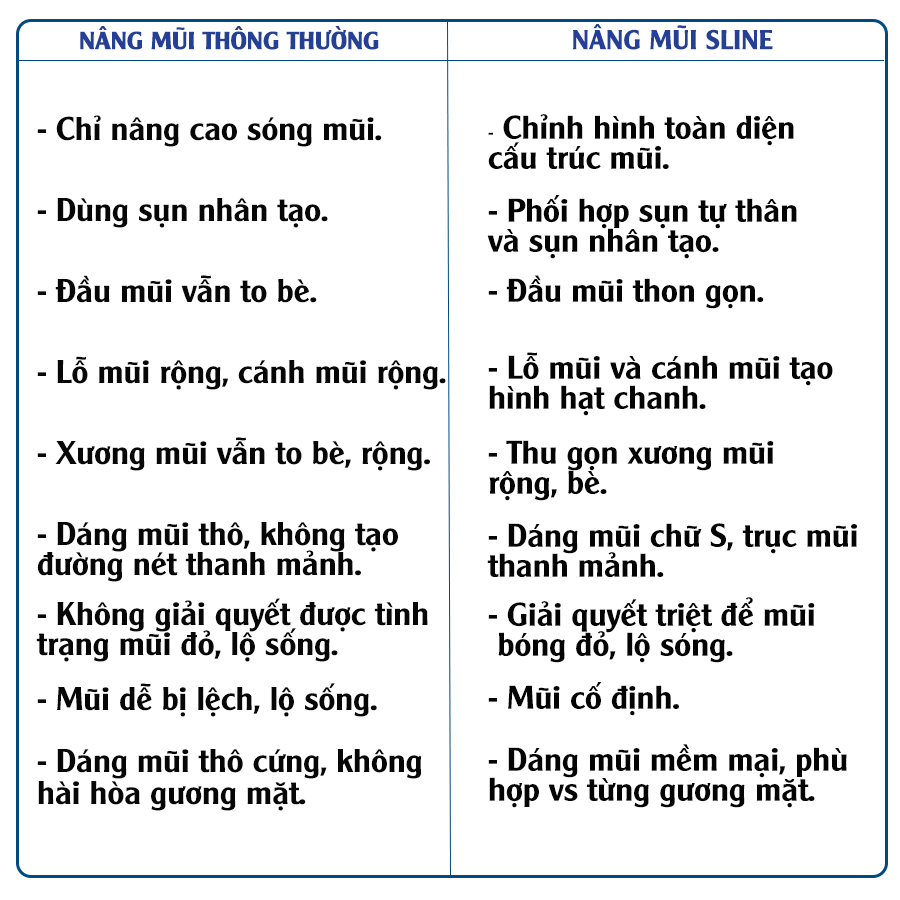 NÂNG MŨI THÔNG THƯỜNG
- Chỉ nâng cao sóng mũi.
- Dùng sụn nhân tạo.
- Đầu mũi vẫn to bè.
- Lỗ mũi rộng, cánh mũi rộng.
- Xương mũi vẫn to bè, rộng.
- Dáng mũi thô, không tạo
đường nét thanh mảnh.
- Không giải quyết được tình
trạng mũi đỏ, lộ sống.
- Mũi dễ bị lệch, lộ sống.
- Dáng mũi thô cứng, không
hài hòa gương mặt.
NÂNG MŨI SLINE
- Chỉnh hình toàn diện
cấu trúc mũi.
- Phối hợp sụn tự thân
và sụn nhân tạo.
- Đầu mũi thon gọn.
- Lỗ mũi và cánh mũi tạo
hình hạt chanh.
- Thu gọn xương mũi
rộng, bè.
- Dáng mũi chữ S, trục mũi
thanh mảnh.
- Giải quyết triệt để mũi
bóng đỏ, lộ sóng.
- Mũi cố định.
- Dáng mũi mềm mại, phù
hợp vs từng gương mặt.